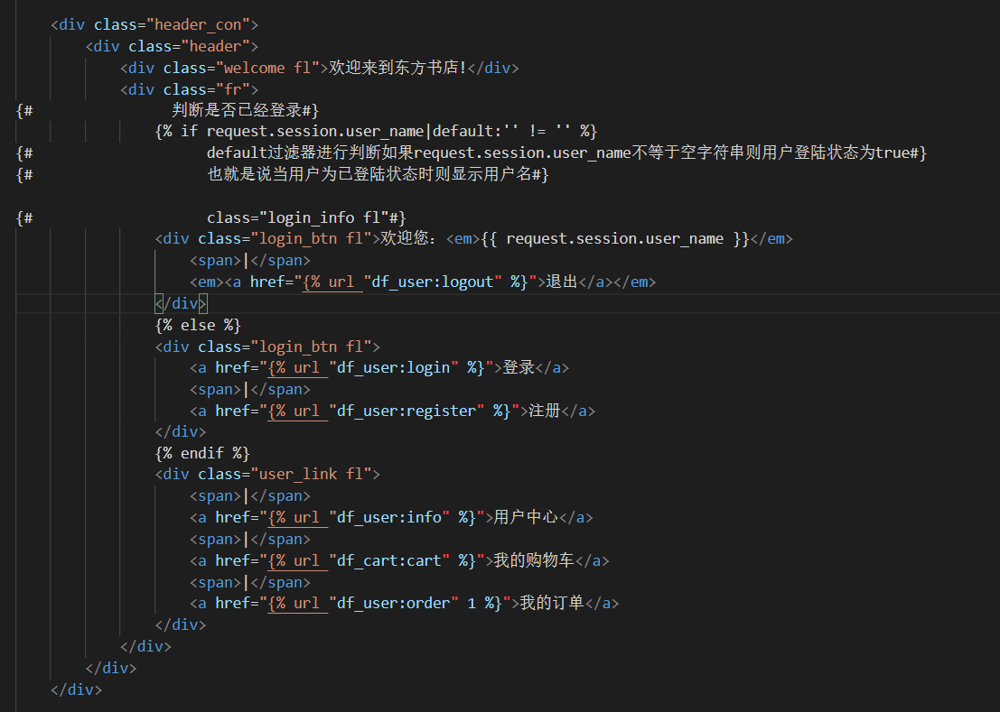 <div class="header_con">
<div class="header">
<div class="welcome fl">欢迎来到东方书店!</div>
<div class="fr">
{#                判断是否已经登录#}
{% if request.session.user_name|default:'' != '' %}
{#                    default过滤器进行判断如果request.session.user_name不等于空字符串则用户登陆状态为true#}
{#                    也就是说当用户为已登陆状态时则显示用户名#}
{#                    class="login_info fl"#}
<div class="login_btn fl">欢迎您：<em>{{ request.session.user_name }}</em>
<span>|</span>
<em><a href="{% url "df_user:logout" %}">退出</a></em>
</div>
{% else %}
<div class="login_btn fl">
<a href="{% url "df_user:login" %}">登录</a>
<span>|</span>
<a href="{% url "df_user:register" %}">注册</a>
</div>
{% endif %}
<div class="user_link fl">
<span>|</span>
<a href="{% url "df_user:info" %}">用户中心</a>
<span>|</span>
<a href="{% url "df_cart:cart" %}">我的购物车</a>
<span>|</span>
<a href="{% url "df_user:order" 1 %}">我的订单</a>
</div>
</div>
</div>
</div>